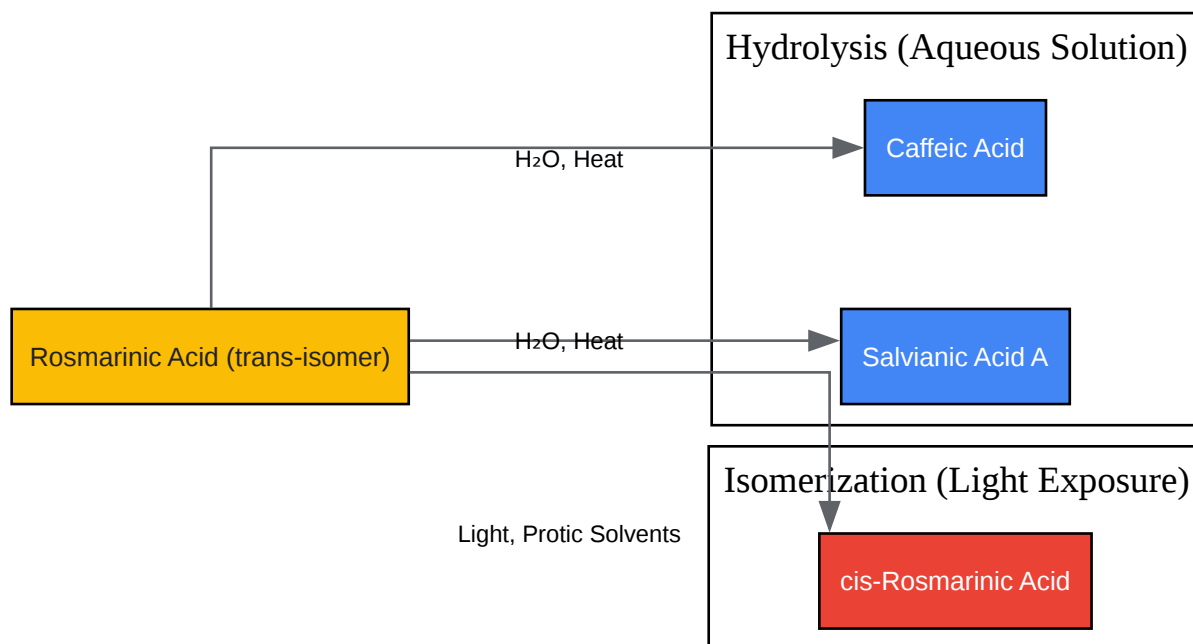 Hydrolysis (Aqueous Solution)
Caffeic Acid
H₂O, Heat
Rosmarinic Acid (trans-isomer)
H₂O, Heat
Salvianic Acid A
Isomerization (Light Exposure)
Light, Protic Solvents
cis-Rosmarinic Acid